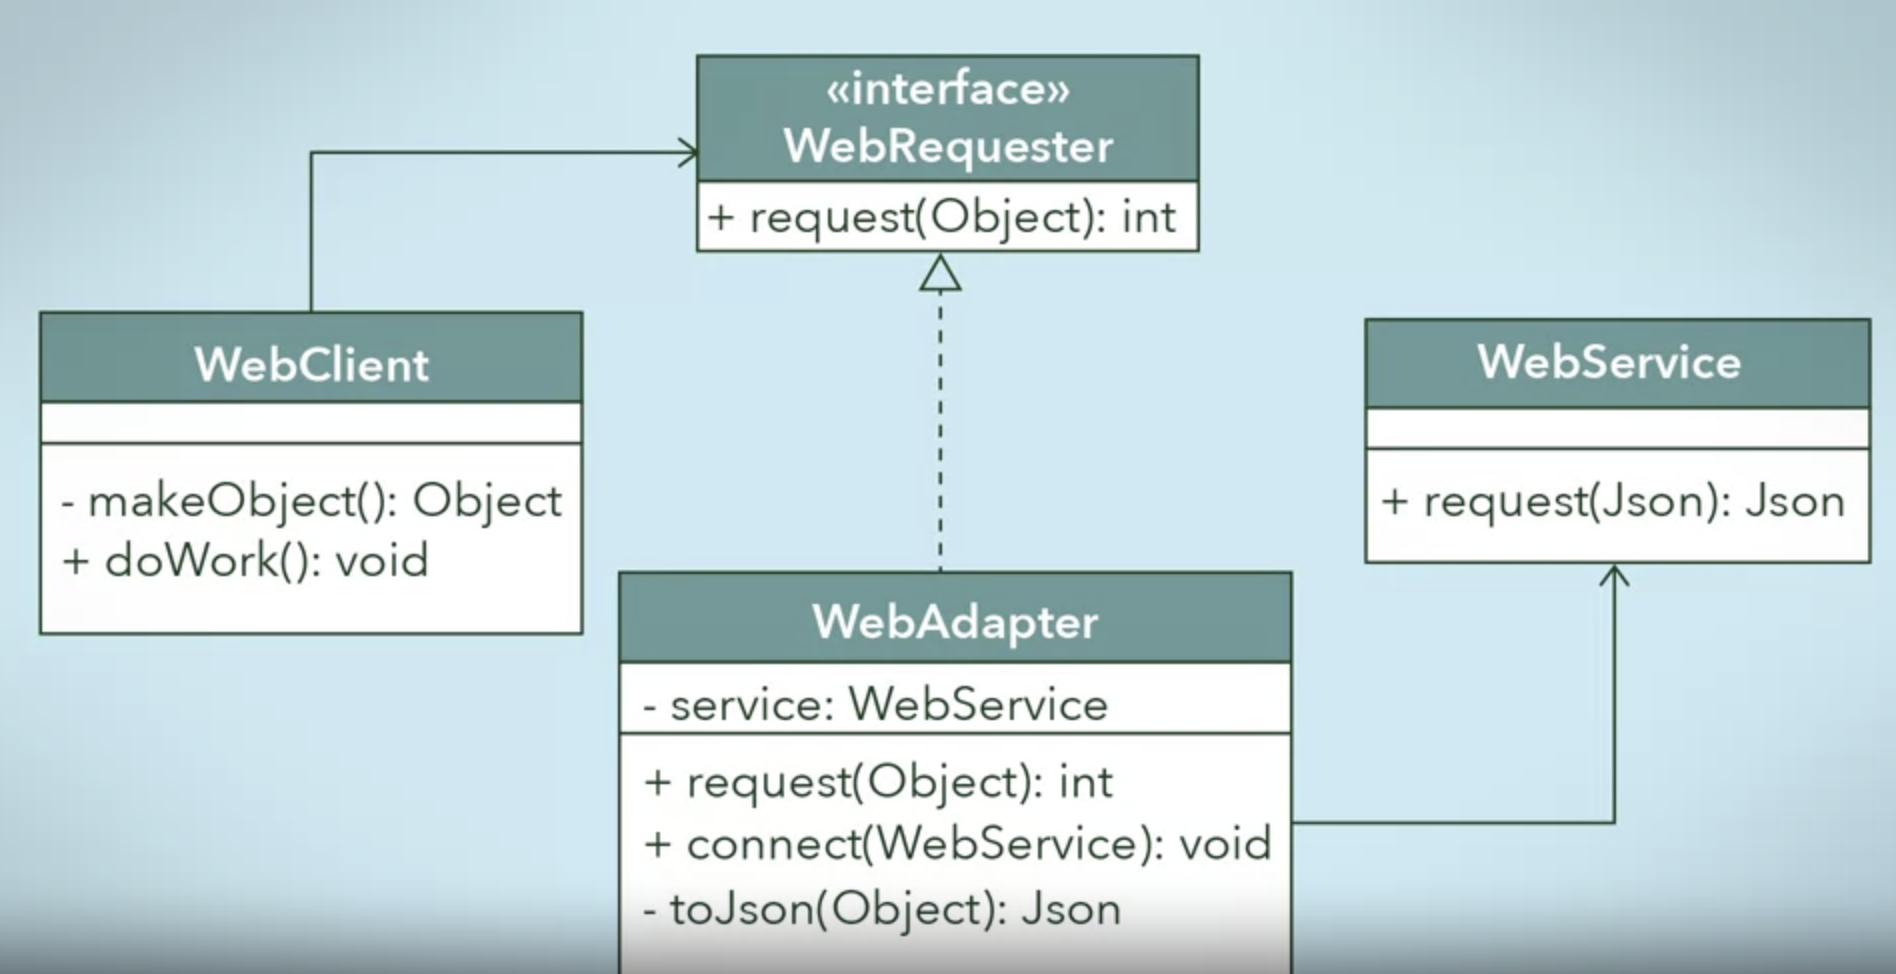 «interface»
WebRequester
+ request(Object): int
WebClient
- makeObject(): Object
+ doWork(): void
WebService
+ request(Json): Json
WebAdapter
- service: WebService
+ request(Object): int
+ connect(WebService): void
- toJson(Object): Json